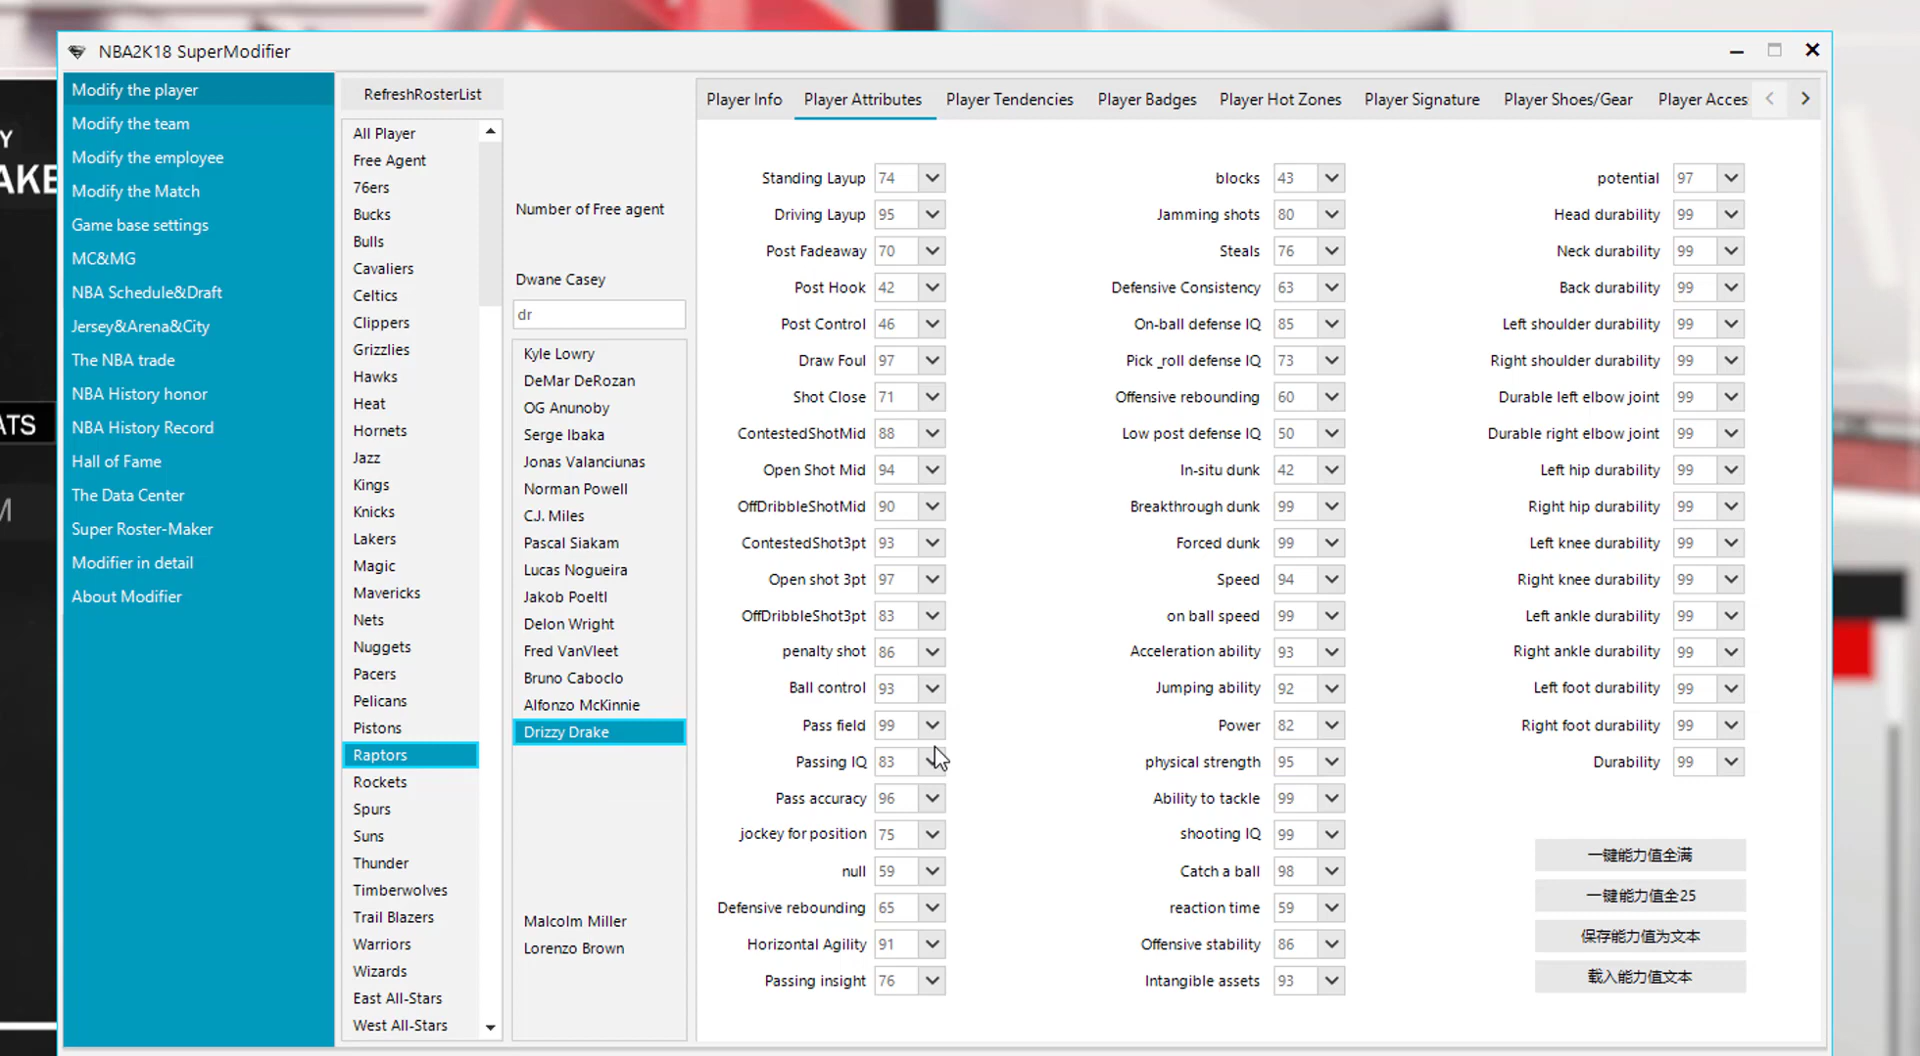 NBA2K18 SuperModifier
Y
AKE
ATS
M
Modify the player
Modify the team
Modify the employee
Modify the Match
Game base settings
MC&MG
NBA Schedule&Draft
Jersey&Arena&City
The NBA trade
NBA History honor
NBA History Record
Hall of Fame
The Data Center
Super Roster-Maker
Modifier in detail
About Modifier
RefreshRosterList
All Player
Free Agent
76ers
Bucks
Bulls
Cavaliers
Celtics
Clippers
Grizzlies
Hawks
Heat
Hornets
Jazz
Kings
Knicks
Lakers
Magic
Mavericks
Nets
Nuggets
Pacers
Pelicans
Pistons
Raptors
Rockets
Spurs
Suns
Thunder
Timberwolves
Trail Blazers
Warriors
Wizards
East All-Stars
West All-Stars
Number of Free agent
Dwane Casey
dr
Kyle Lowry
DeMar DeRozan
OG Anunoby
Serge Ibaka
Jonas Valanciunas
Norman Powell
C.J. Miles
Pascal Siakam
Lucas Nogueira
Jakob Poeltl
Delon Wright
Fred VanVleet
Bruno Caboclo
Alfonzo McKinnie
Drizzy Drake
Malcolm Miller
Lorenzo Brown
Player Info Player Attributes Player Tendencies Player Badges Player Hot Zones Player Signature Player Shoes/Gear Player Acces
Standing Layup 74
Driving Layup 95
Post Fadeaway 70
Post Hook 42
Post Control 46
Draw Foul 97
Shot Close 71
ContestedShotMid 88
Open Shot Mid 94
OffDribbleShotMid 90
ContestedShot3pt 93
Open shot 3pt 97
OffDribbleShot3pt 83
penalty shot 86
Ball control 93
Pass field 99
Passing IQ 83
Pass accuracy 96
jockey for position 75
null 59
Defensive rebounding 65
Horizontal Agility 91
Passing insight 76
blocks 43
Jamming shots 80
Steals 76
Defensive Consistency 63
On-ball defense IQ 85
Pick _roll defense IQ 73
Offensive rebounding 60
Low post defense IQ 50
In-situ dunk 42
Breakthrough dunk 99
Forced dunk 99
Speed 94
on ball speed 99
Acceleration ability 93
Jumping ability 92
Power 82
physical strength 95
Ability to tackle 99
shooting IQ 99
Catch a ball 98
reaction time 59
Offensive stability 86
Intangible assets 93
potential 97
Head durability 99
Neck durability 99
Back durability 99
Left shoulder durability 99
Right shoulder durability 99
Durable left elbow joint 99
Durable right elbow joint 99
Left hip durability 99
Right hip durability 99
Left knee durability 99
Right knee durability 99
Left ankle durability 99
Right ankle durability 99
Left foot durability 99
Right foot durability 99
Durability 99
一键能力值全满
一键能力值全25
保存能力值为文本
载入能力值文本